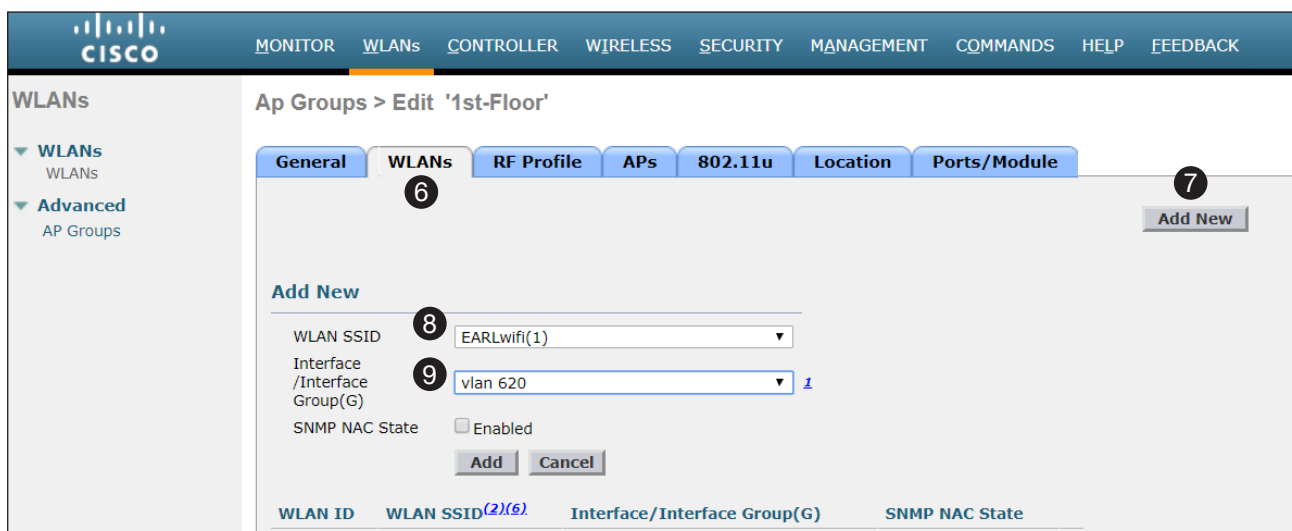 CISCO
MONITOR WLANs CONTROLLER WIRELESS SECURITY MANAGEMENT COMMANDS HELP FEEDBACK
WLANs
WLANs
WLANs
Advanced
AP Groups
Ap Groups > Edit '1st-Floor'
General WLANs RF Profile APs 802.11u Location Ports/Module
6
7
Add New
Add New
WLAN SSID 8 EARLwifi(1)
Interface
/Interface 9 vlan 620 1
Group(G)
SNMP NAC State Enabled
Add Cancel
WLAN ID WLAN SSID(2)(6) Interface/Interface Group(G) SNMP NAC State